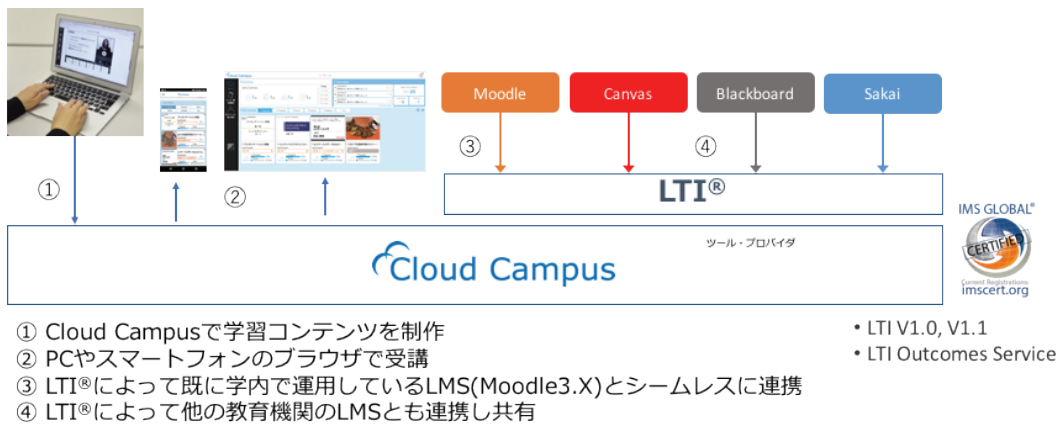 Cloud Campus
Moodle
Canvas
Blackboard
Sakai
①
②
③
④
LTI®
ツール・プロバイダ
Cloud Campus
IMS GLOBAL®
CERTIFIED
Current Registrations
imscert.org
① Cloud Campusで学習コンテンツを制作
② PCやスマートフォンのブラウザで受講
③ LTI®によって既に学内で運用しているLMS(Moodle3.X)とシームレスに連携
④ LTI®によって他の教育機関のLMSとも連携し共有
• LTI V1.0, V1.1
• LTI Outcomes Service